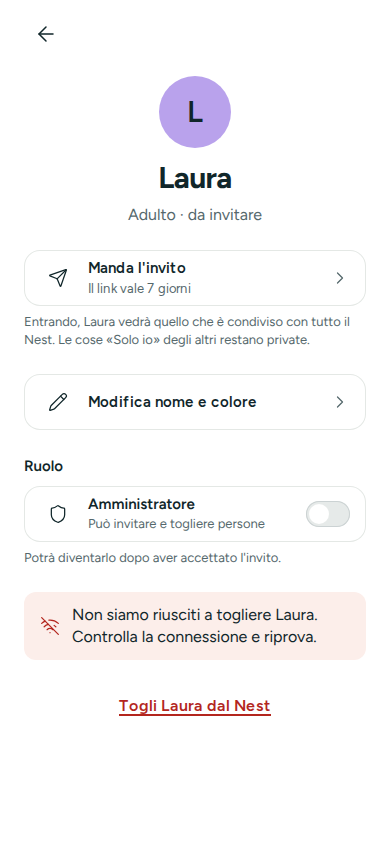 L
Laura
Adulto · da invitare
Manda l'invito
Il link vale 7 giorni
Entrando, Laura vedrà quello che è condiviso con tutto il
Nest. Le cose «Solo io» degli altri restano private.
Modifica nome e colore
Ruolo
Amministratore
Può invitare e togliere persone
Potrà diventarlo dopo aver accettato l'invito.
Non siamo riusciti a togliere Laura.
Controlla la connessione e riprova.
Togli Laura dal Nest